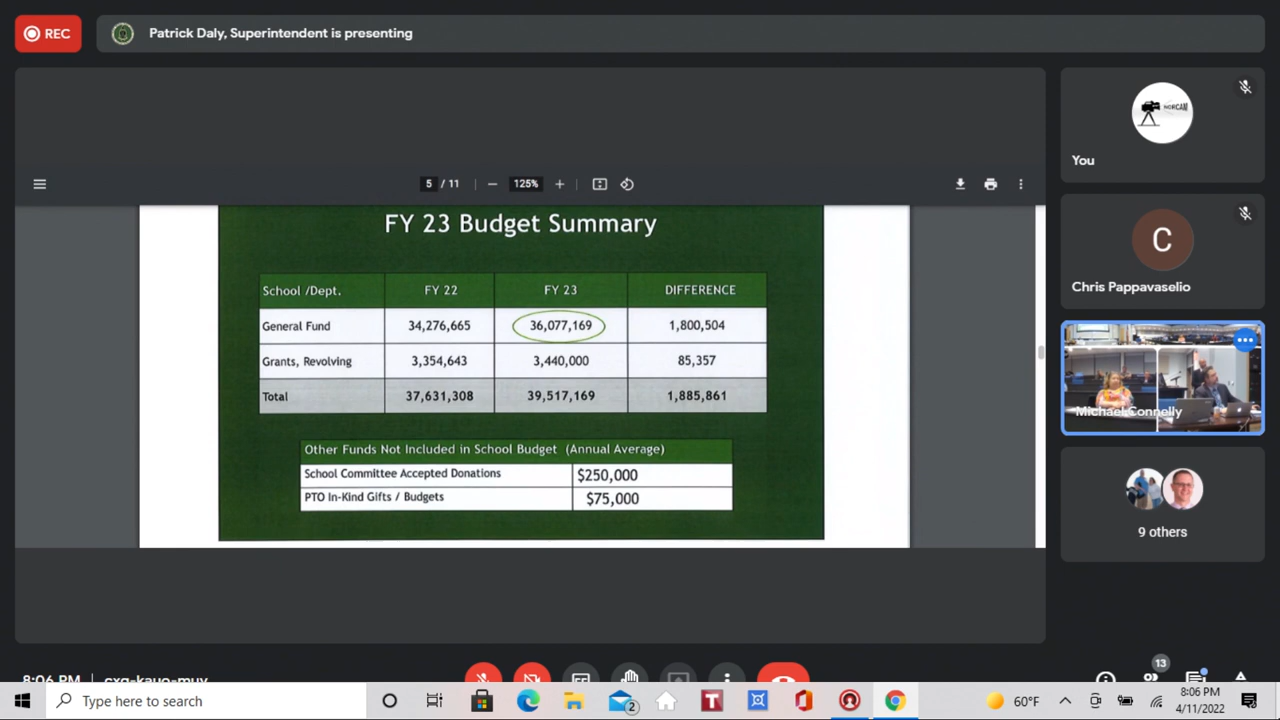 REC
Patrick Daly, Superintendent is presenting
NORCAM
You
C
Chris Pappavaselio
Michael Connelly
9 others
5 / 11
125%
FY 23 Budget Summary
School /Dept. FY 22 FY 23 DIFFERENCE
General Fund 34,276,665 36,077,169 1,800,504
Grants, Revolving 3,354,643 3,440,000 85,357
Total 37,631,308 39,517,169 1,885,861
Other Funds Not Included in School Budget (Annual Average)
School Committee Accepted Donations $250,000
PTO In-Kind Gifts / Budgets $75,000
8:06 PM | cxq-kauo-muv
13
Type here to search
2
T
60°F
8:06 PM
4/11/2022